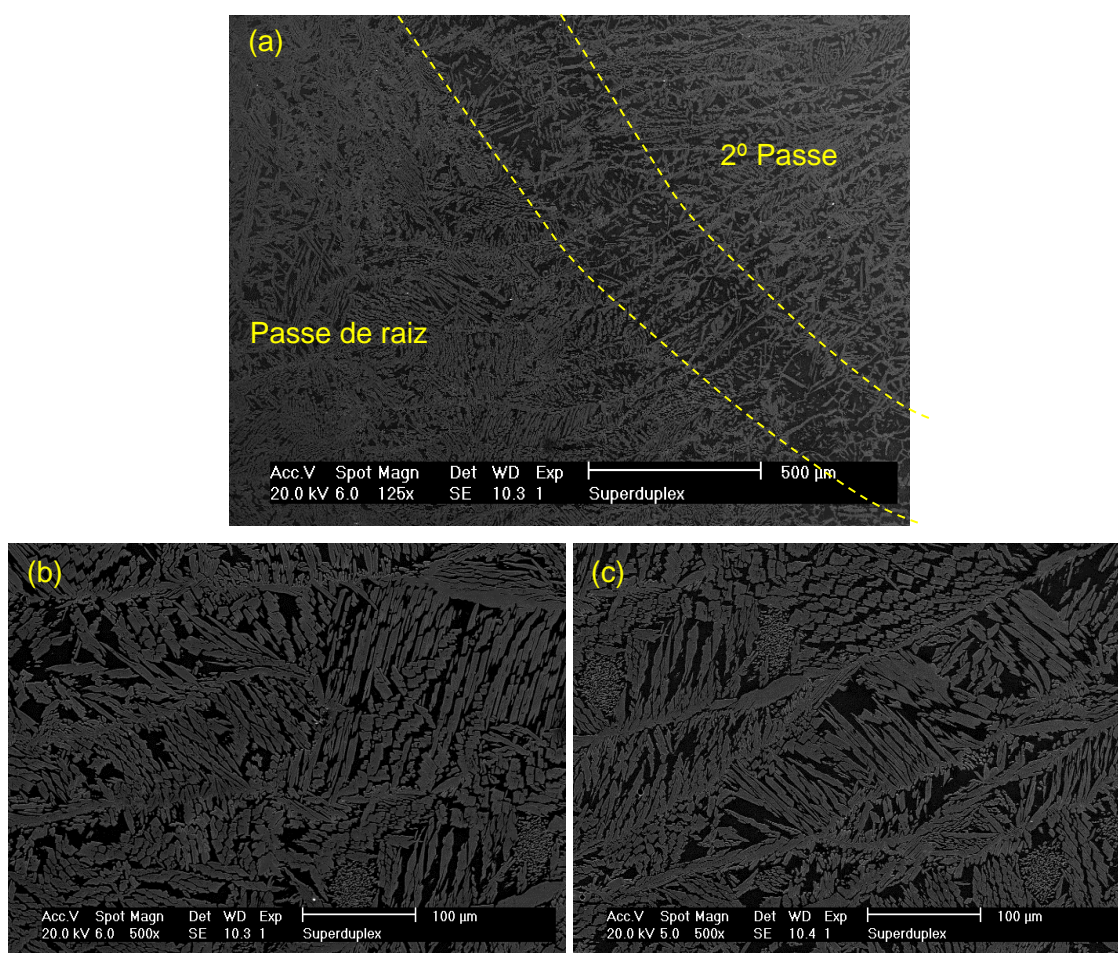 (a)
2º Passe
Passe de raiz
Acc.V Spot Magn Det WD Exp 500 µm
20.0 kV 6.0 125x SE 10.3 1 Superduplex
(b)
Acc.V Spot Magn Det WD Exp 100 µm
20.0 kV 6.0 500x SE 10.3 1 Superduplex
(c)
Acc.V Spot Magn Det WD Exp 100 µm
20.0 kV 5.0 500x SE 10.4 1 Superduplex